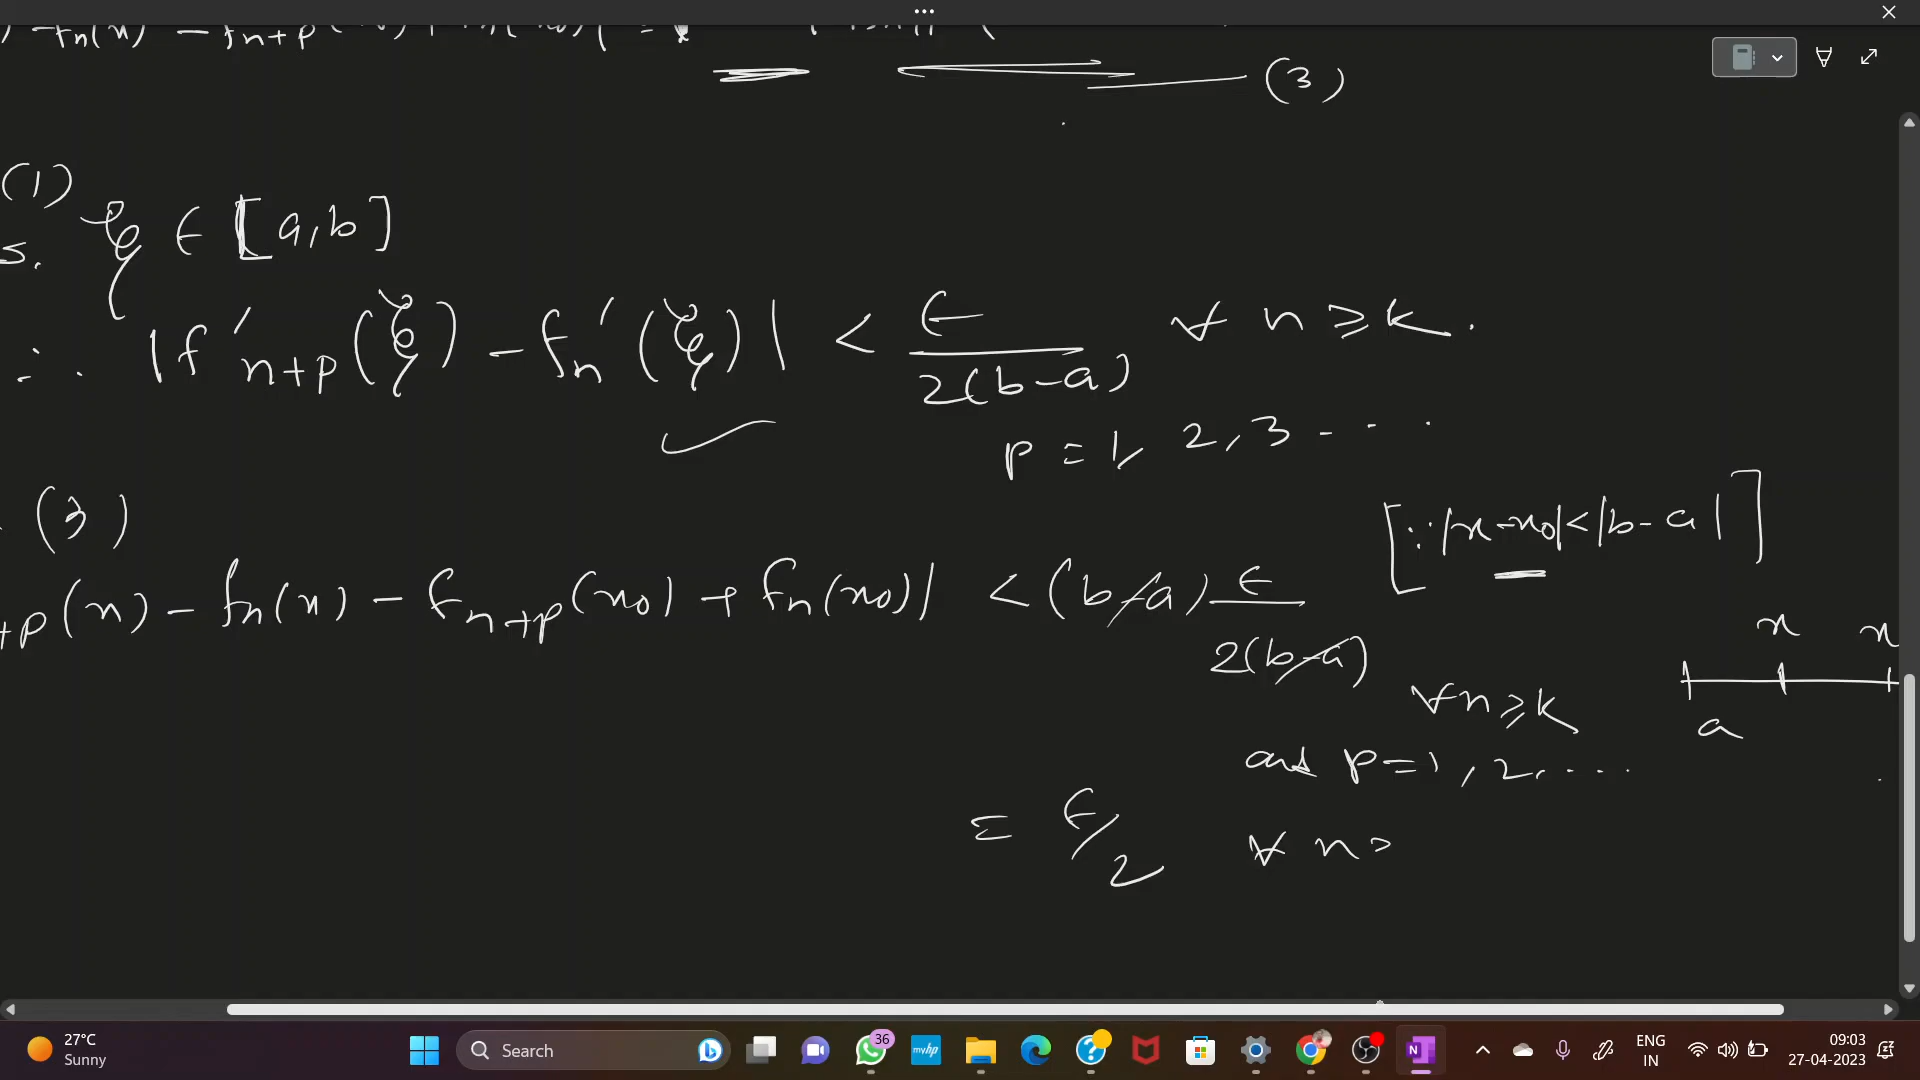 (3)
(1)
s. ξ ∈ [a,b]
∴ |f'n+p(ξ) - fn'(ξ)| < ϵ/2(b-a) ∀ n ⩾ k.
p = 1, 2, 3 - - -
(3)
[∵ |x-x0| < |b-a|]
+p(x) - fn(x) - fn+p(x0) + fn(x0)| < (b-a) ϵ/2(b-a)
x x
a
∀ n ⩾ k
and p = 1, 2, ....
= ϵ/2 ∀ n >
27°C
Sunny
Search
36
myhp
ENG
IN
09:03
27-04-2023